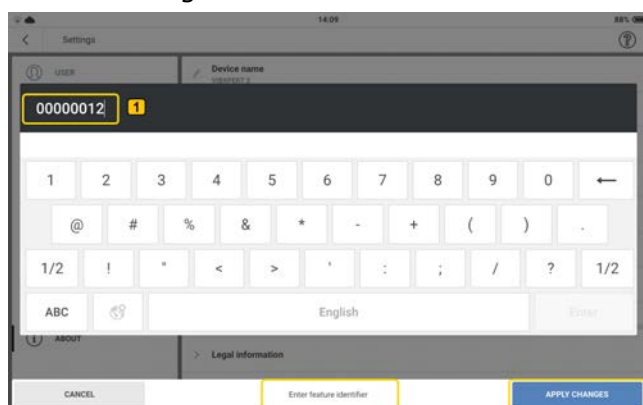 14:09
88%
Settings
?
USER
Device name
VIBXPERT 3
00000012
1
1 2 3 4 5 6 7 8 9 0 ←
@ # % & * - + ( ) .
1/2 ! " < > ' : ; / ? 1/2
ABC English Enter
ABOUT
> Legal information
CANCEL Enter feature identifier APPLY CHANGES